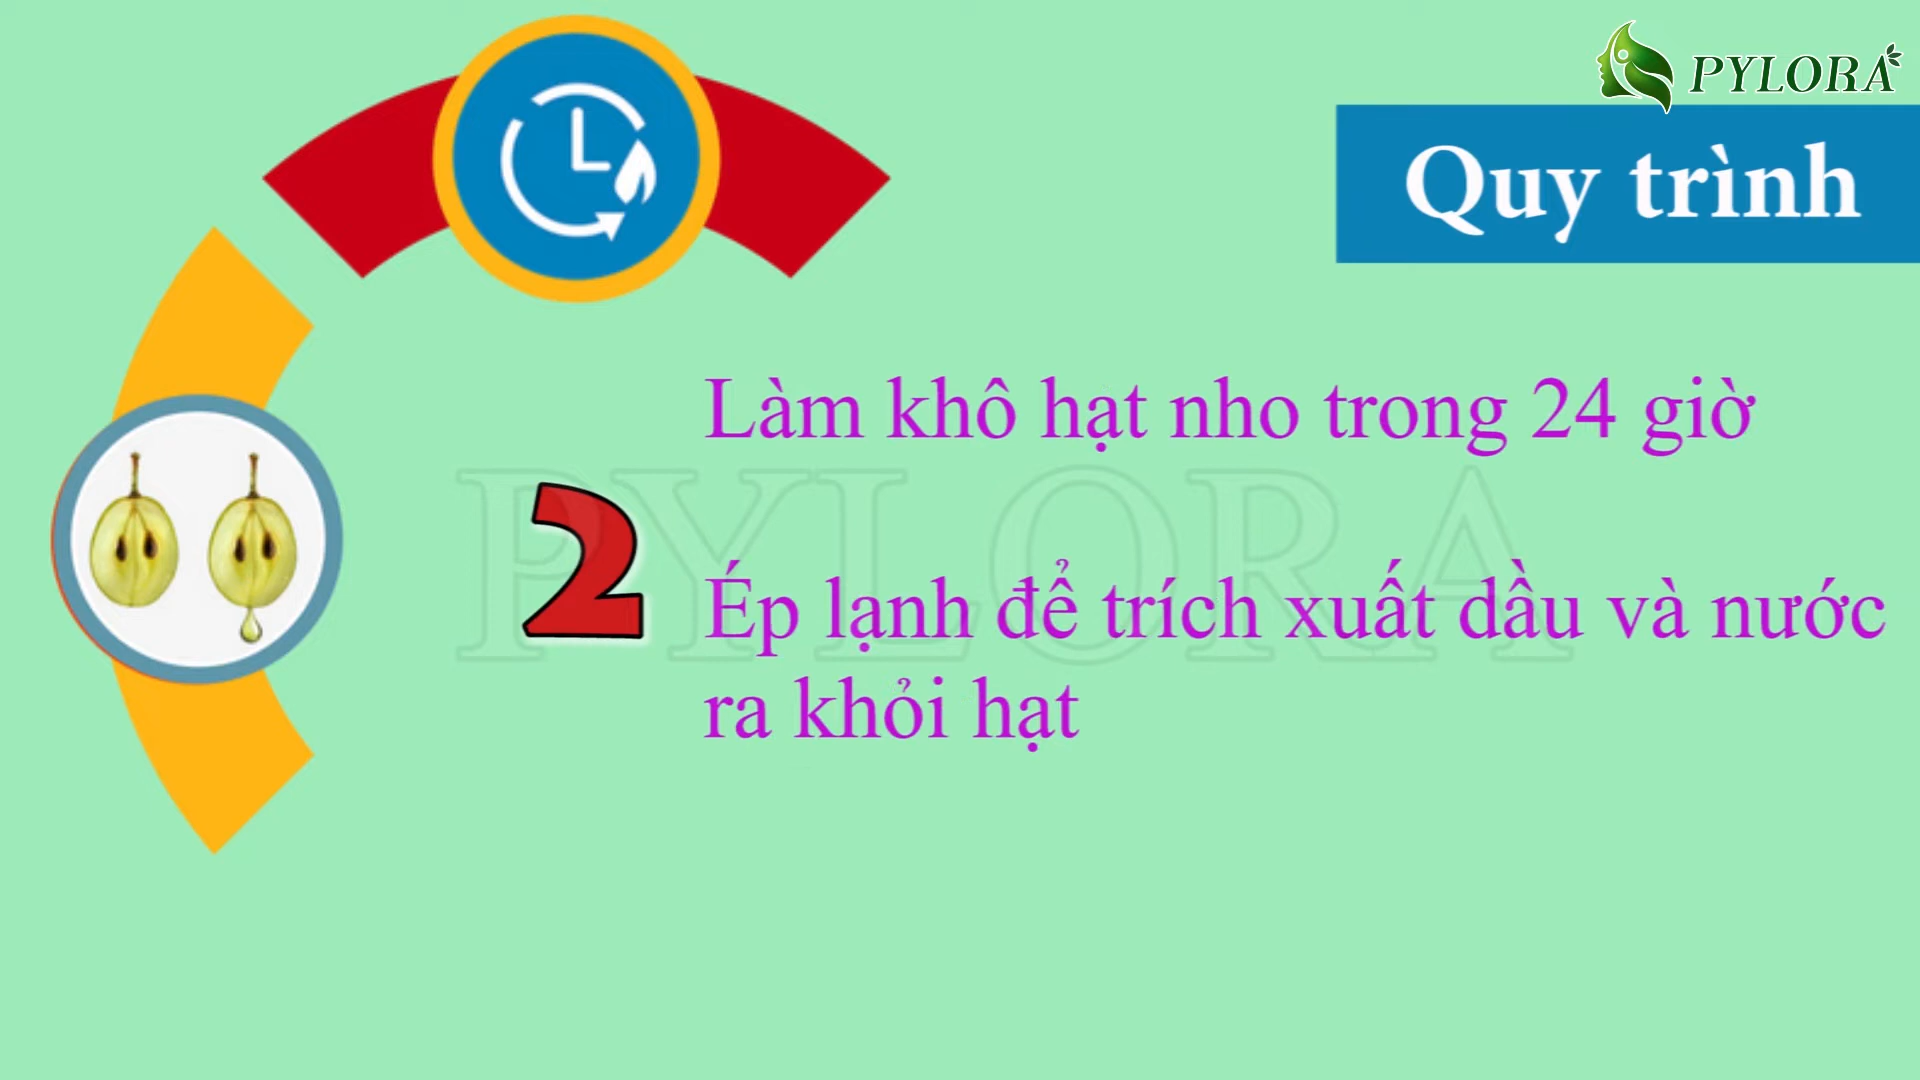 PYLORA
Quy trình
Làm khô hạt nho trong 24 giờ
PYLORA
2
Ép lạnh để trích xuất dầu và nước
ra khỏi hạt